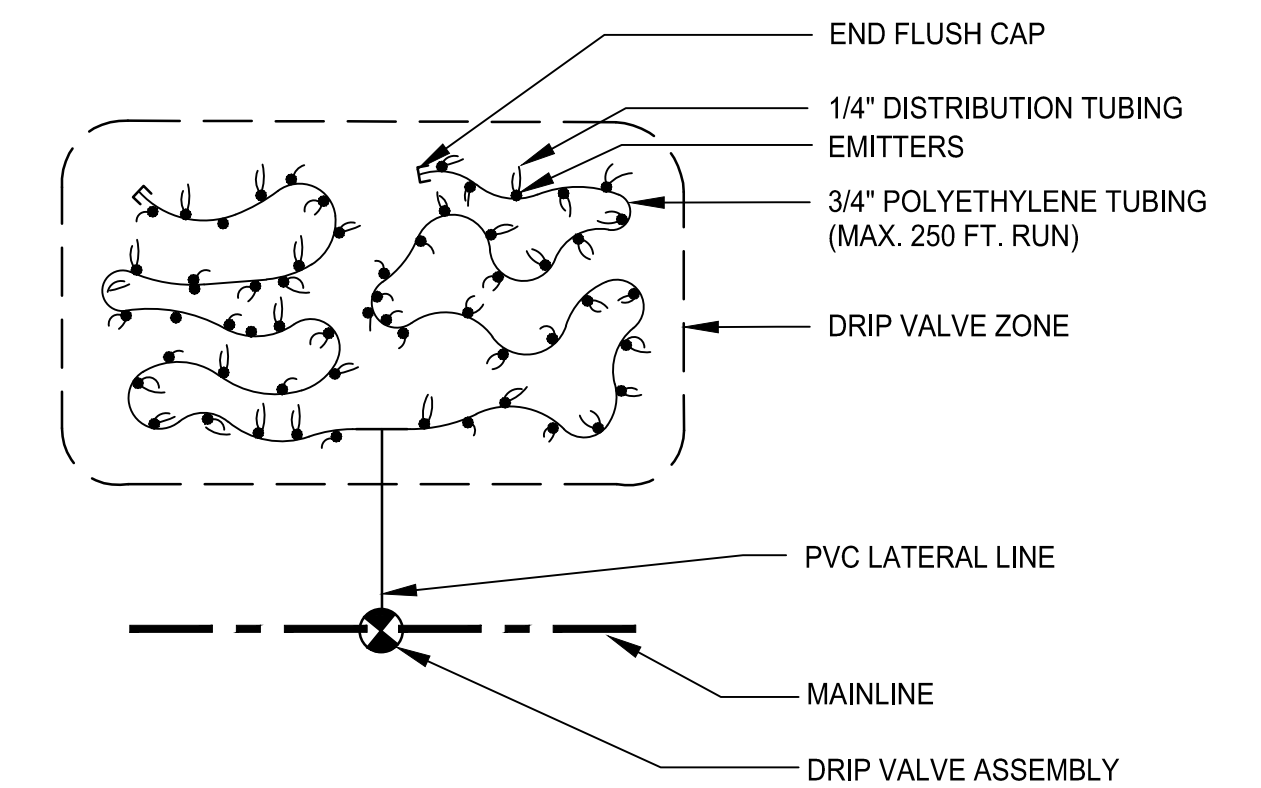 END FLUSH CAP
1/4" DISTRIBUTION TUBING
EMITTERS
3/4" POLYETHYLENE TUBING
(MAX. 250 FT. RUN)
DRIP VALVE ZONE
PVC LATERAL LINE
MAINLINE
DRIP VALVE ASSEMBLY